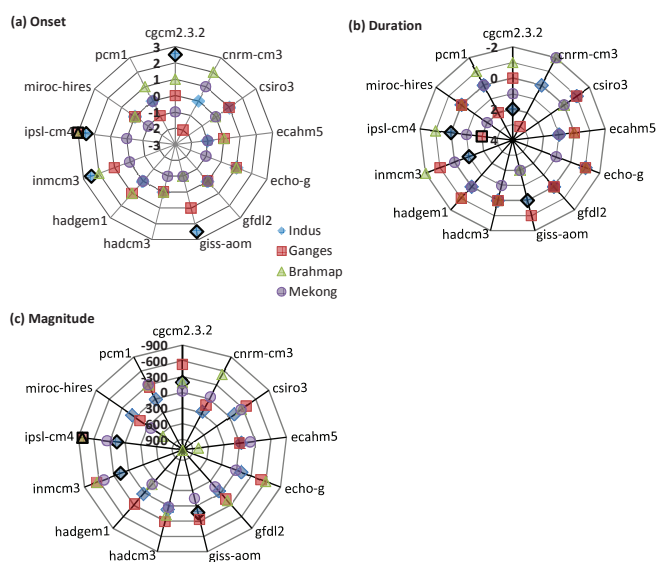 (a) Onset
cgcm2.3.2
cnrm-cm3
csiro3
ecahm5
echo-g
gfdl2
giss-aom
hadcm3
hadgem1
inmcm3
ipsl-cm4
miroc-hires
pcm1
3
2
1
0
-1
-2
-3
Indus
Ganges
Brahmap
Mekong
(b) Duration
cgcm2.3.2
cnrm-cm3
csiro3
ecahm5
echo-g
gfdl2
giss-aom
hadcm3
hadgem1
inmcm3
ipsl-cm4
miroc-hires
pcm1
-2
0
2
4
(c) Magnitude
cgcm2.3.2
cnrm-cm3
csiro3
ecahm5
echo-g
gfdl2
giss-aom
hadcm3
hadgem1
inmcm3
ipsl-cm4
miroc-hires
pcm1
-900
-600
-300
0
300
600
900